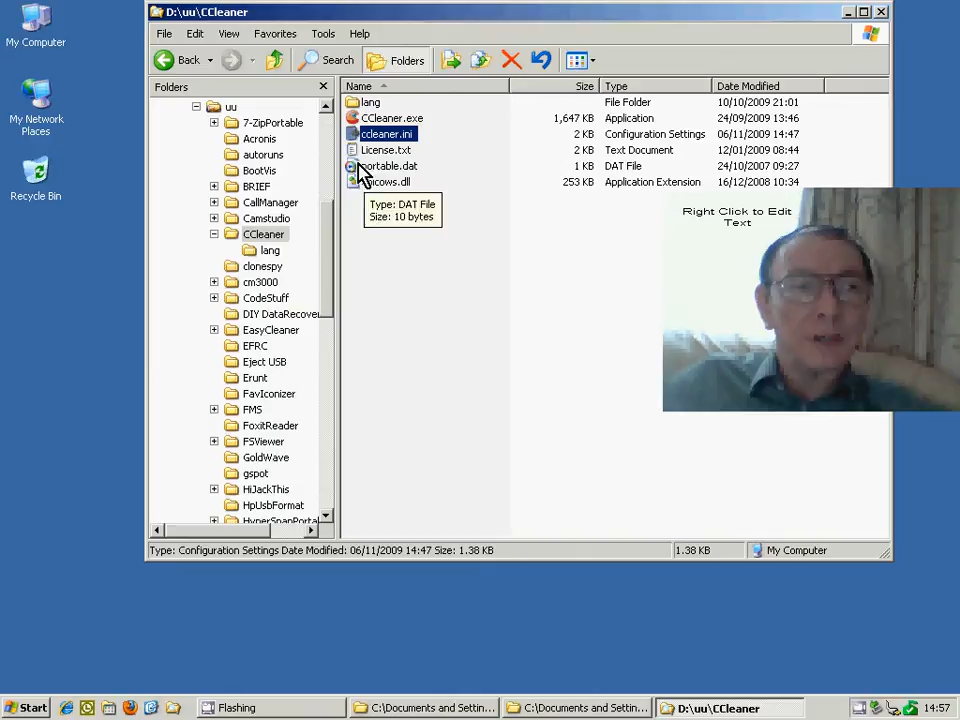 My Computer
My Network
Places
Recycle Bin
D:\uu\CCleaner
File Edit View Favorites Tools Help
Back Search Folders
Folders
uu
7-ZipPortable
Acronis
autoruns
BootVis
BRIEF
CallManager
Camstudio
CCleaner
lang
clonespy
cm3000
CodeStuff
DIY DataRecover
EasyCleaner
EFRC
Eject USB
Erunt
FavIconizer
FMS
FoxitReader
FSViewer
GoldWave
gspot
HiJackThis
HpUsbFormat
HyperSnapPorta
Name Size Type Date Modified
lang File Folder 10/10/2009 21:01
CCleaner.exe 1,647 KB Application 24/09/2009 13:46
ccleaner.ini 2 KB Configuration Settings 06/11/2009 14:47
License.txt 2 KB Text Document 12/01/2009 08:44
portable.dat 1 KB DAT File 24/10/2007 09:27
unicows.dll 253 KB Application Extension 16/12/2008 10:34
Type: DAT File
Size: 10 bytes
Right Click to Edit
Text
Type: Configuration Settings Date Modified: 06/11/2009 14:47 Size: 1.38 KB 1.38 KB My Computer
Start Flashing C:\Documents and Settin... C:\Documents and Settin... D:\uu\CCleaner 14:57